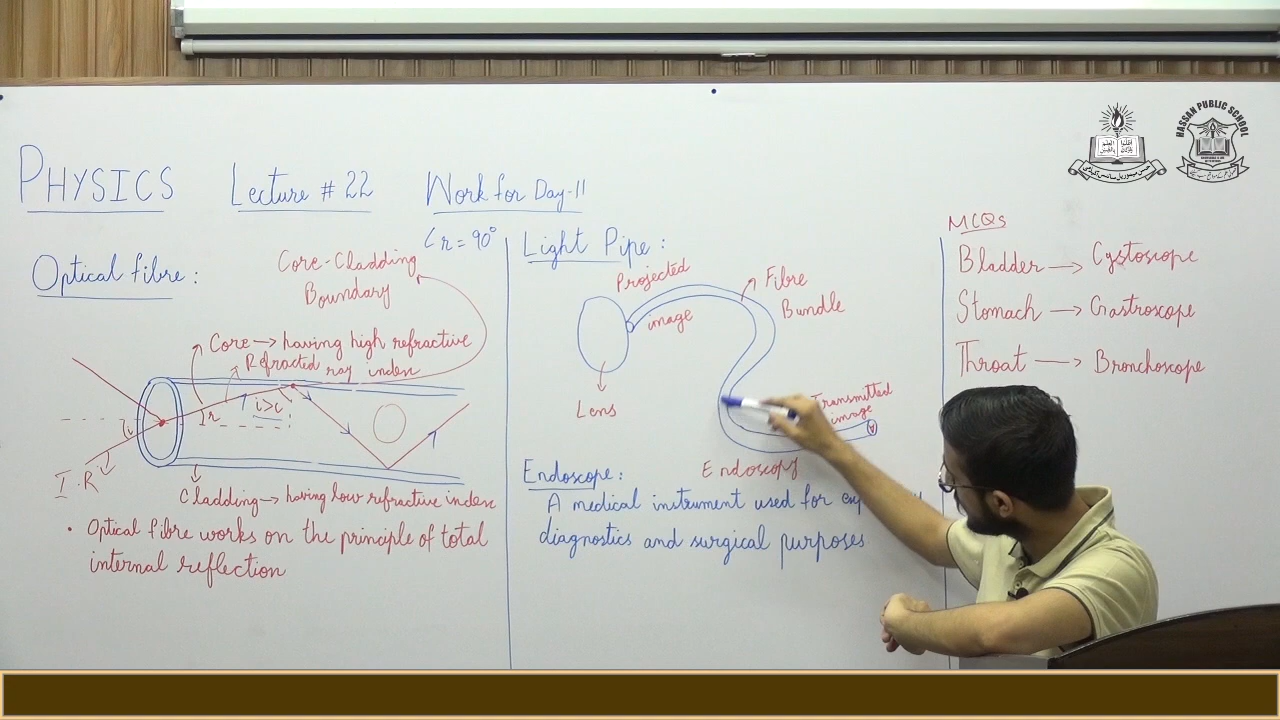 PHYSICS Lecture # 22 Work for Day-11
Optical fibre :
∠r = 90°
Core-Cladding
Boundary
Core → having high refractive
index
Refracted
ray
i>c
r
i
I.R
Cladding → having low refractive index
• Optical fibre works on the principle of total
internal reflection
Light Pipe :
Projected
image
Fibre
Bundle
Lens
Transmitted
image
Endoscopy
Endoscope:
A medical instrument used for
diagnostics and surgical purposes
MCQs
Bladder → Cystoscope
Stomach → Gastroscope
Throat → Bronchoscope
HASSAN PUBLIC SCHOOL